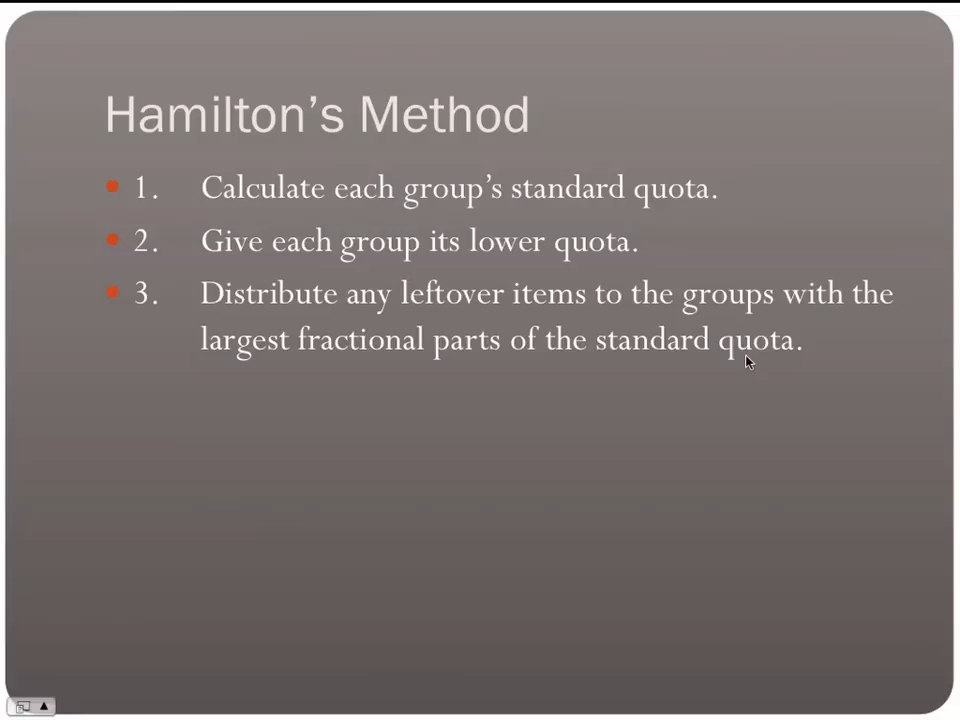 Hamilton’s Method
• 1. Calculate each group’s standard quota.
• 2. Give each group its lower quota.
• 3. Distribute any leftover items to the groups with the
largest fractional parts of the standard quota.